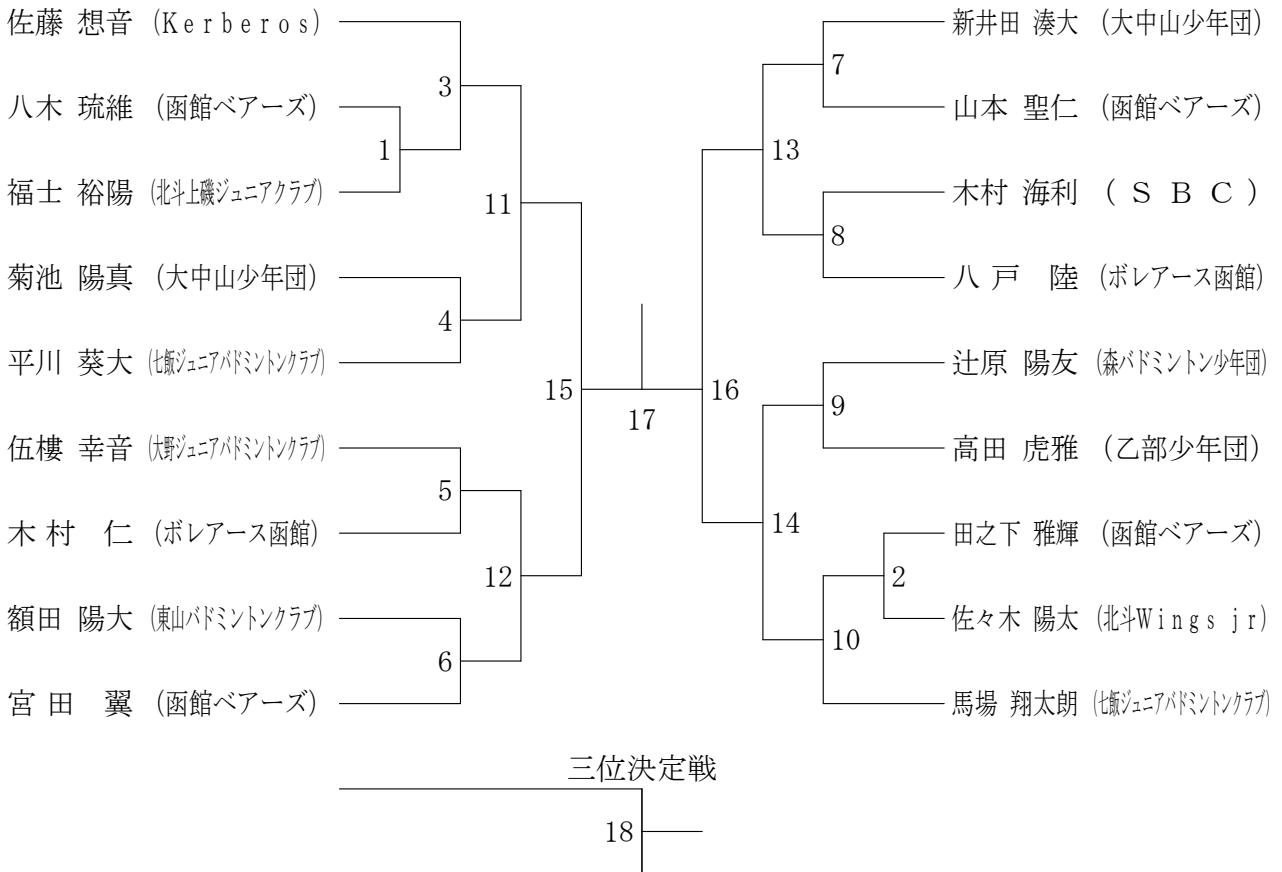 佐藤 想音 (Kerberos)
八木 琉維 (函館ベアーズ)
福士 裕陽 (北斗上磯ジュニアクラブ)
菊池 陽真 (大中山少年団)
平川 葵大 (七飯ジュニアバドミントンクラブ)
伍樓 幸音 (大野ジュニアバドミントンクラブ)
木村 仁 (ボレアース函館)
額田 陽大 (東山バドミントンクラブ)
宮田 翼 (函館ベアーズ)
1
3
4
5
6
11
12
15
17
16
13
14
7
8
9
2
10
新井田 湊大 (大中山少年団)
山本 聖仁 (函館ベアーズ)
木村 海利 (SBC)
八戸 陸 (ボレアース函館)
辻原 陽友 (森バドミントン少年団)
高田 虎雅 (乙部少年団)
田之下 雅輝 (函館ベアーズ)
佐々木 陽太 (北斗Wings jr)
馬場 翔太朗 (七飯ジュニアバドミントンクラブ)
三位決定戦
18